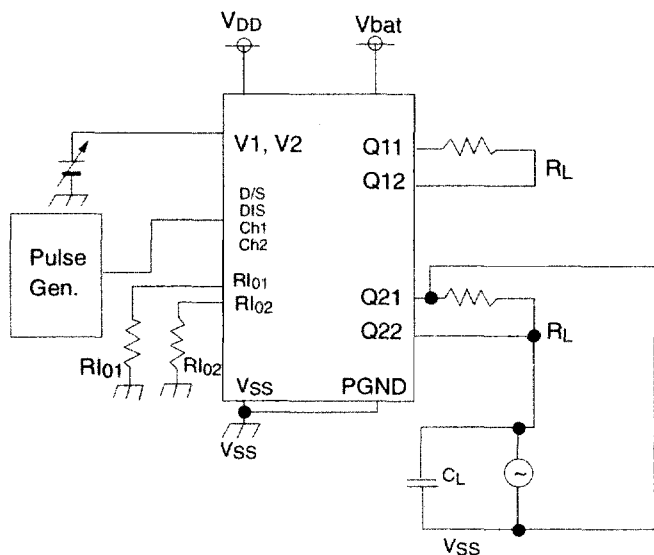 VDD
Vbat
V1, V2
Q11
Q12
RL
D/S
DIS
Ch1
Ch2
Pulse
Gen.
RI01
RI02
Q21
Q22
RL
RI01
RI02
VSS
PGND
VSS
CL
~
VSS